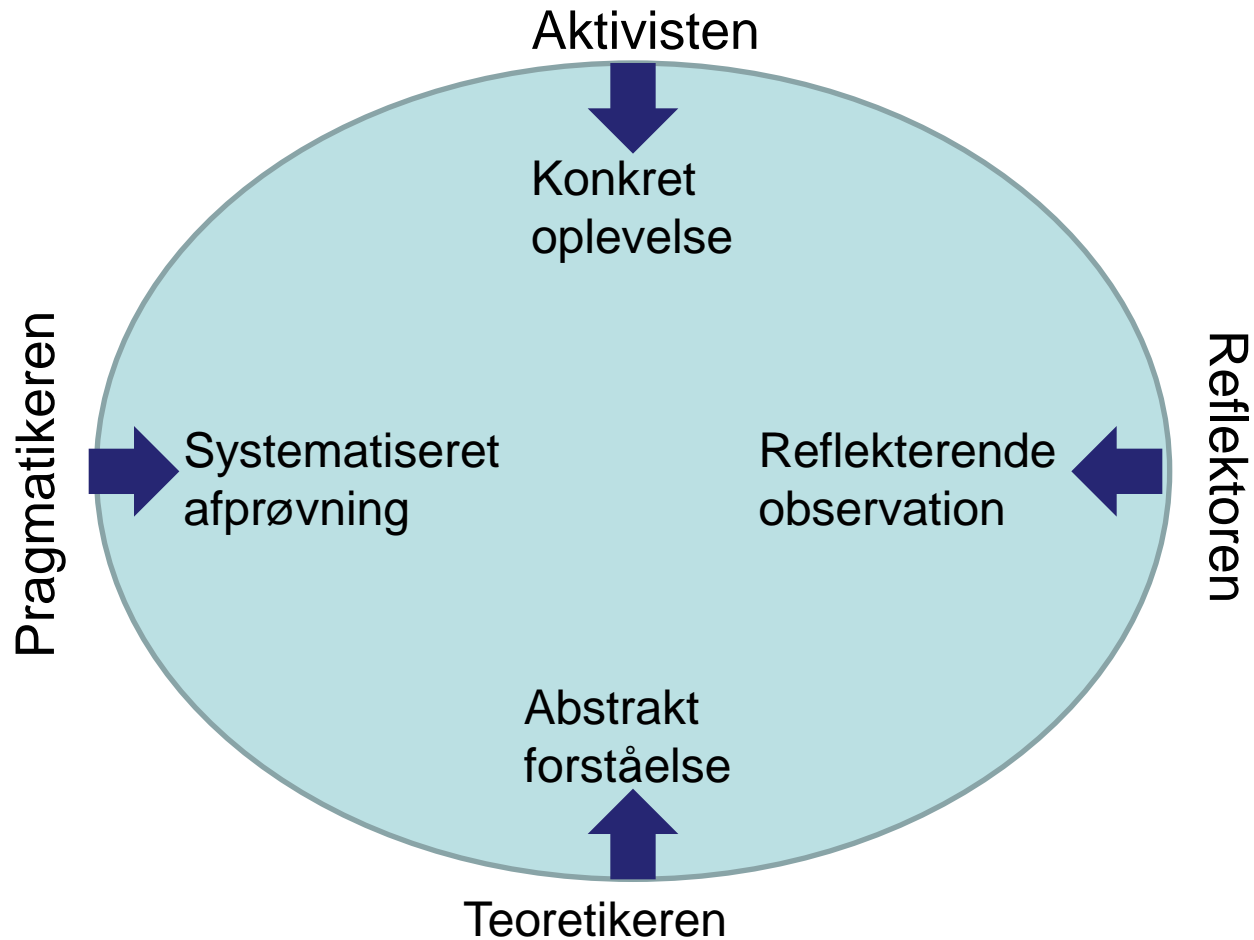 Aktivisten
Konkret
oplevelse
Pragmatikeren
Systematiseret
afprøvning
Reflekterende
observation
Reflektoren
Abstrakt
forståelse
Teoretikeren